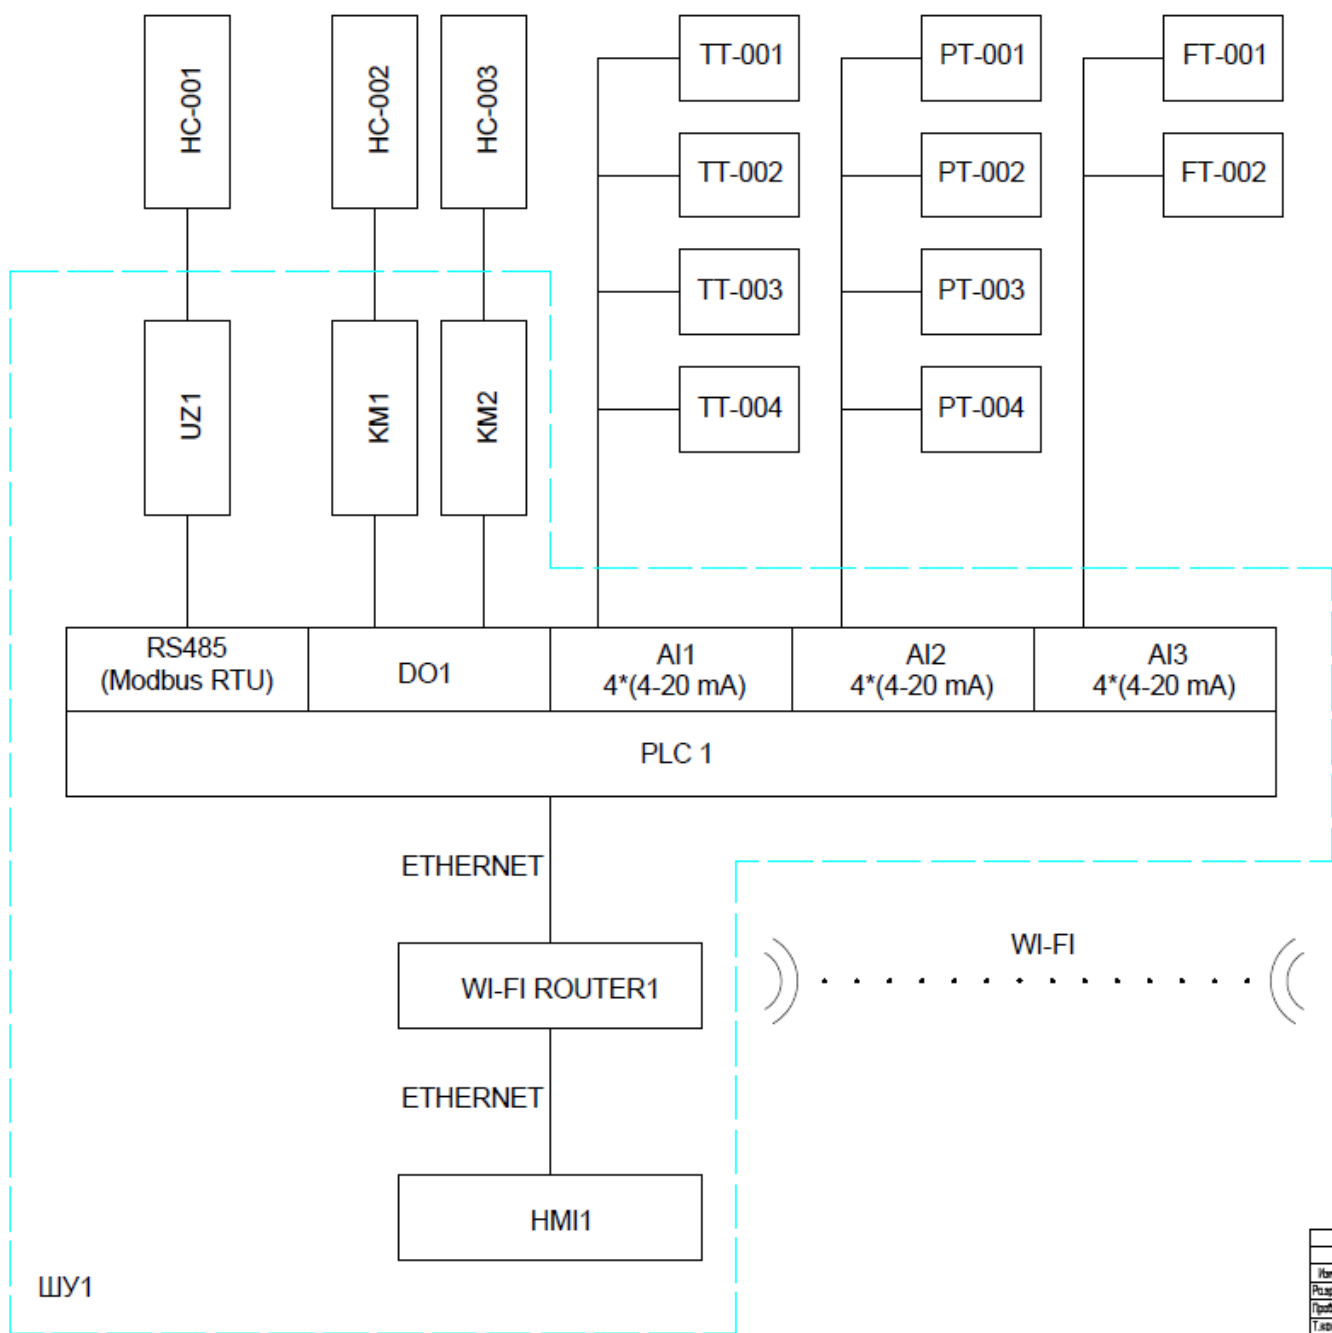 HC-001
HC-002
HC-003
TT-001
PT-001
FT-001
TT-002
PT-002
FT-002
TT-003
PT-003
TT-004
PT-004
UZ1
KM1
KM2
RS485
(Modbus RTU)
DO1
AI1
4*(4-20 mA)
AI2
4*(4-20 mA)
AI3
4*(4-20 mA)
PLC 1
ETHERNET
WI-FI
WI-FI ROUTER1
ETHERNET
HMI1
ШУ1